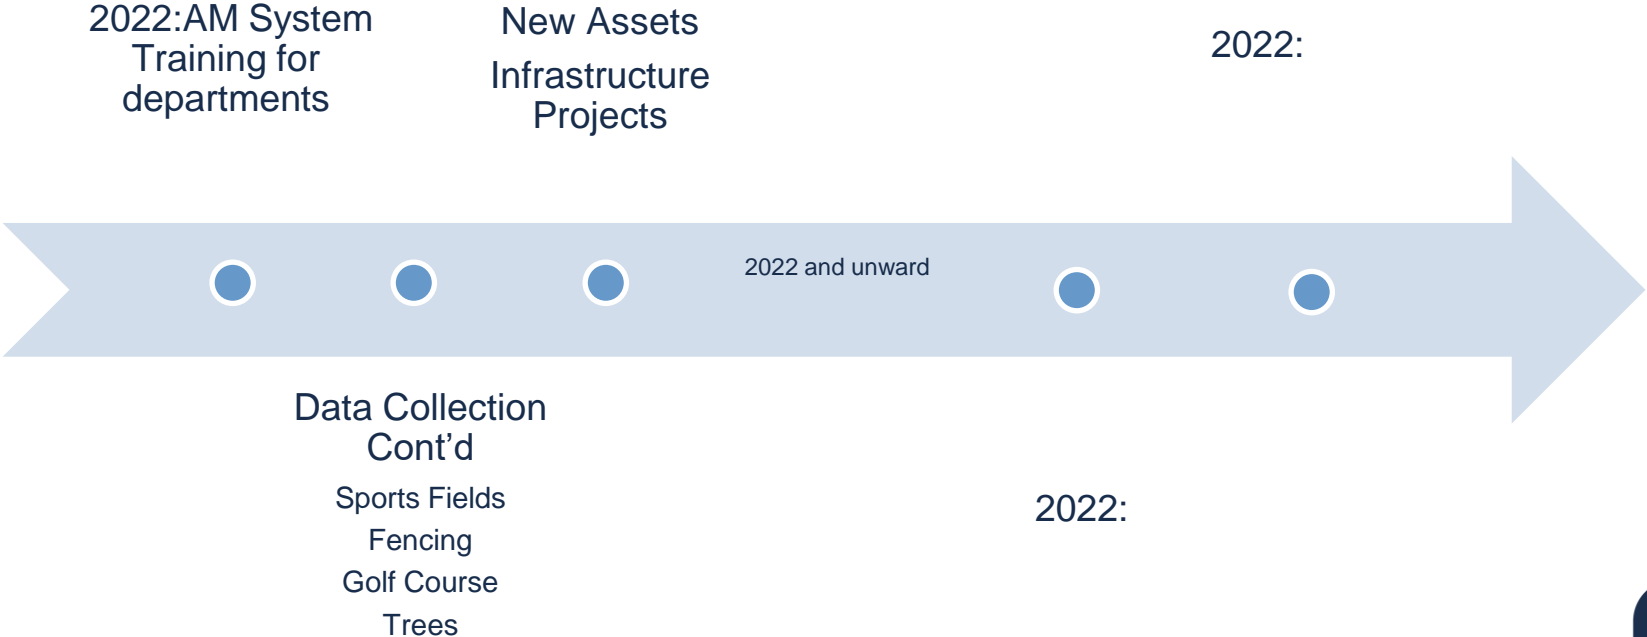 2022:AM System
Training for
departments
New Assets
Infrastructure
Projects
2022:
2022 and unward
Data Collection
Cont’d
Sports Fields
Fencing
Golf Course
Trees
2022: